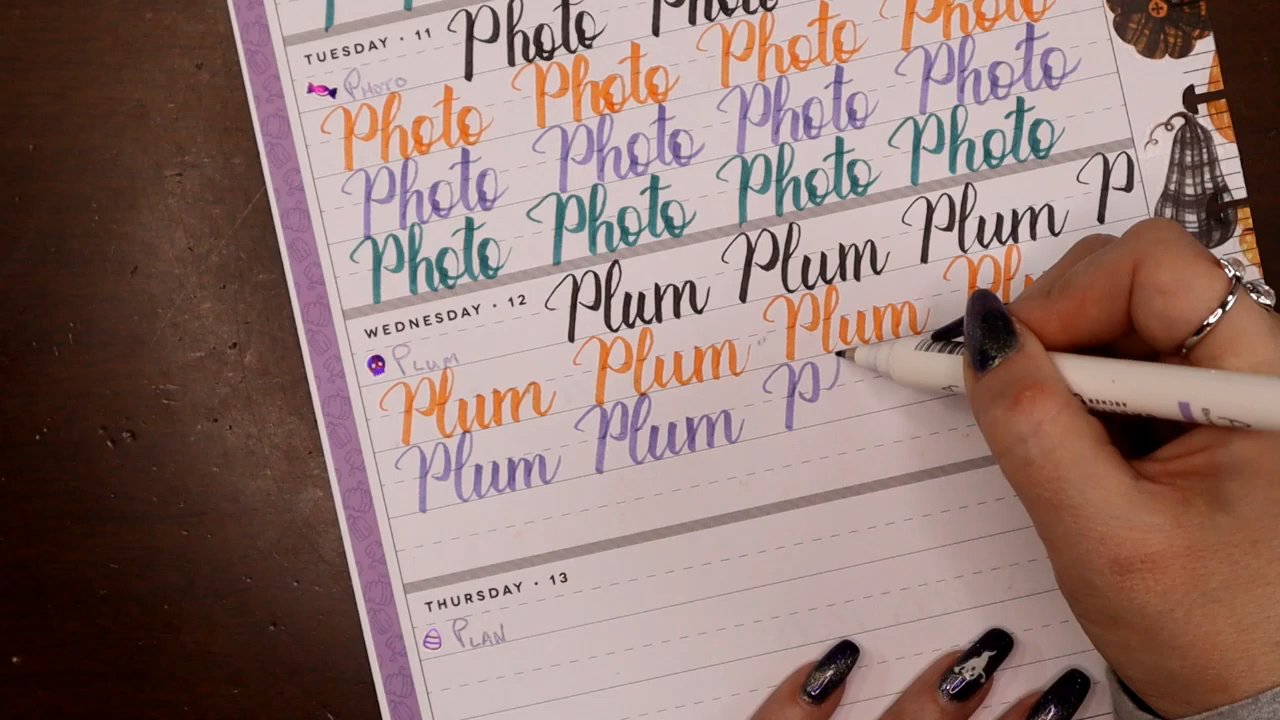 TUESDAY · 11 Photo Photo
PHOTO
Photo Photo Photo Photo
Photo Photo Photo Photo
Photo Photo Photo Photo
WEDNESDAY · 12 Plum Plum Plum P
PLUM
Plum Plum Plum Plu
Plum Plum P
THURSDAY · 13
PLAN